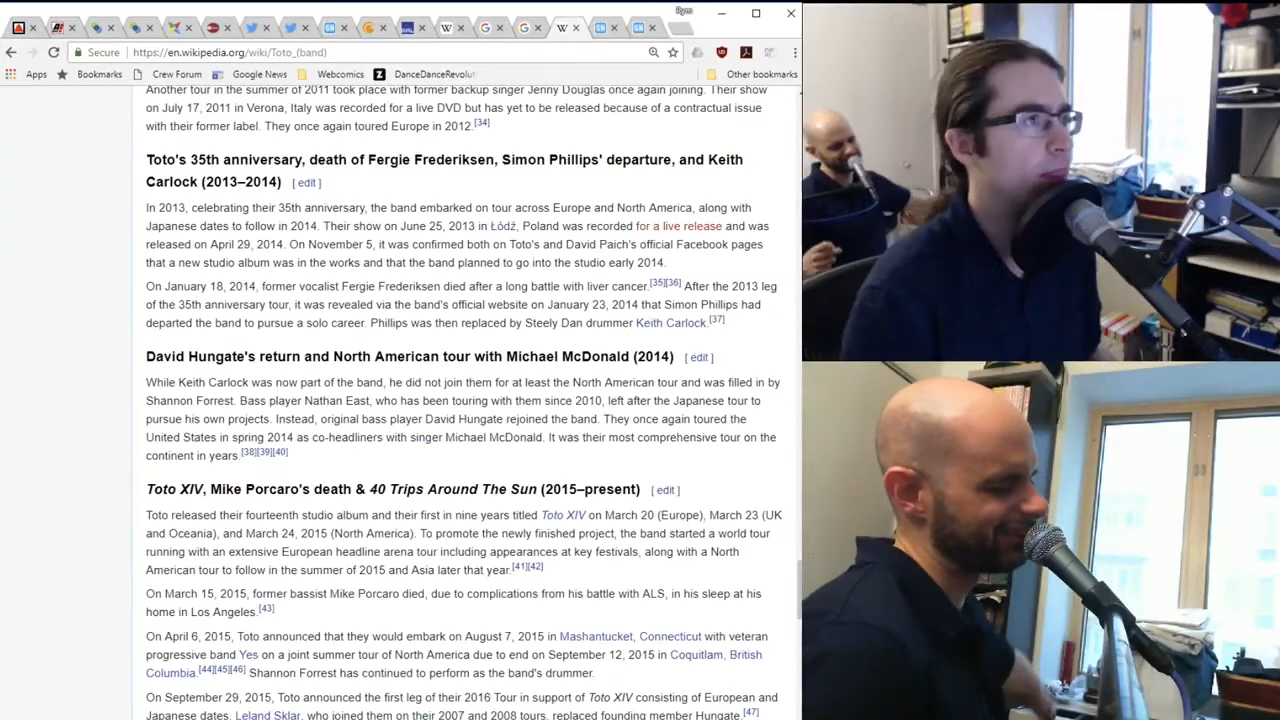 Rym
Secure
https://en.wikipedia.org/wiki/Toto_(band)
Apps
Bookmarks
Crew Forum
Google News
Webcomics
DanceDanceRevolut
Other bookmarks
Another tour in the summer of 2011 took place with former backup singer Jenny Douglas once again joining. Their show
on July 17, 2011 in Verona, Italy was recorded for a live DVD but has yet to be released because of a contractual issue
with their former label. They once again toured Europe in 2012.[34]
Toto's 35th anniversary, death of Fergie Frederiksen, Simon Phillips' departure, and Keith
Carlock (2013–2014) [ edit ]
In 2013, celebrating their 35th anniversary, the band embarked on tour across Europe and North America, along with
Japanese dates to follow in 2014. Their show on June 25, 2013 in Łódź, Poland was recorded for a live release and was
released on April 29, 2014. On November 5, it was confirmed both on Toto's and David Paich's official Facebook pages
that a new studio album was in the works and that the band planned to go into the studio early 2014.
On January 18, 2014, former vocalist Fergie Frederiksen died after a long battle with liver cancer.[35][36] After the 2013 leg
of the 35th anniversary tour, it was revealed via the band's official website on January 23, 2014 that Simon Phillips had
departed the band to pursue a solo career. Phillips was then replaced by Steely Dan drummer Keith Carlock.[37]
David Hungate's return and North American tour with Michael McDonald (2014) [ edit ]
While Keith Carlock was now part of the band, he did not join them for at least the North American tour and was filled in by
Shannon Forrest. Bass player Nathan East, who has been touring with them since 2010, left after the Japanese tour to
pursue his own projects. Instead, original bass player David Hungate rejoined the band. They once again toured the
United States in spring 2014 as co-headliners with singer Michael McDonald. It was their most comprehensive tour on the
continent in years.[38][39][40]
Toto XIV, Mike Porcaro's death & 40 Trips Around The Sun (2015–present) [ edit ]
Toto released their fourteenth studio album and their first in nine years titled Toto XIV on March 20 (Europe), March 23 (UK
and Oceania), and March 24, 2015 (North America). To promote the newly finished project, the band started a world tour
running with an extensive European headline arena tour including appearances at key festivals, along with a North
American tour to follow in the summer of 2015 and Asia later that year.[41][42]
On March 15, 2015, former bassist Mike Porcaro died, due to complications from his battle with ALS, in his sleep at his
home in Los Angeles.[43]
On April 6, 2015, Toto announced that they would embark on August 7, 2015 in Mashantucket, Connecticut with veteran
progressive band Yes on a joint summer tour of North America due to end on September 12, 2015 in Coquitlam, British
Columbia.[44][45][46] Shannon Forrest has continued to perform as the band's drummer.
On September 29, 2015, Toto announced the first leg of their 2016 Tour in support of Toto XIV consisting of European and
Japanese dates. Leland Sklar, who joined them on their 2007 and 2008 tours, replaced founding member Hungate.[47]